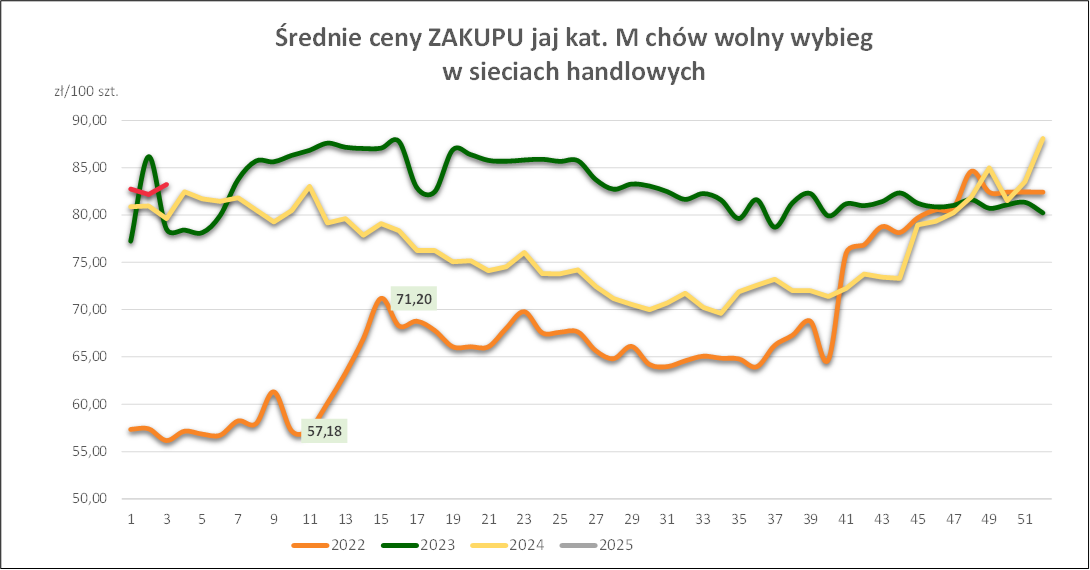 Średnie ceny ZAKUPU jaj kat. M chów wolny wybieg
w sieciach handlowych
zł/100 szt.
90,00
85,00
80,00
75,00
70,00
65,00
60,00
55,00
50,00
71,20
57,18
1 3 5 7 9 11 13 15 17 19 21 23 25 27 29 31 33 35 37 39 41 43 45 47 49 51
2022 2023 2024 2025